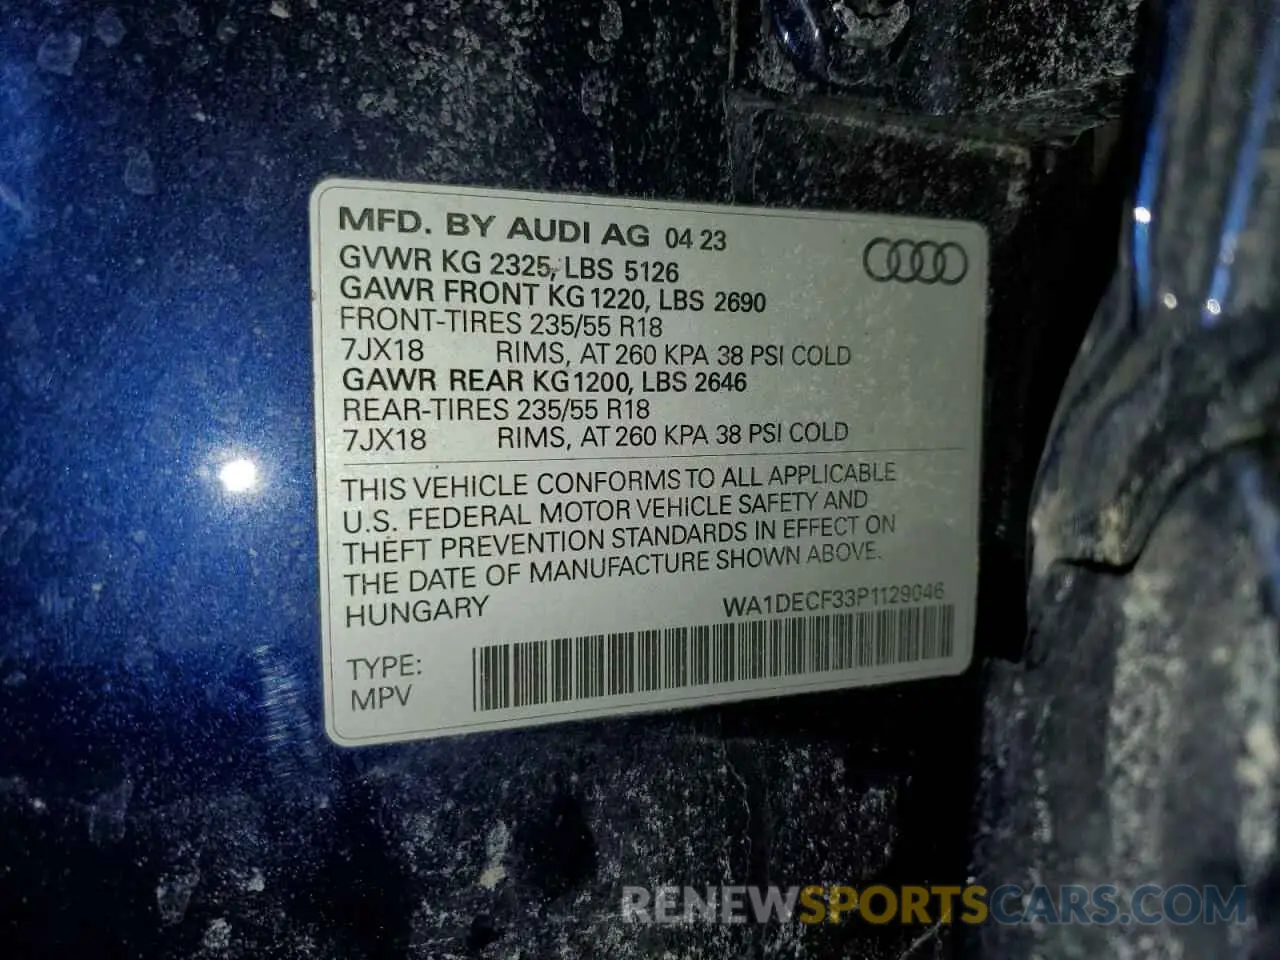 MFD. BY AUDI AG 04 23
GVWR KG 2325, LBS 5126
GAWR FRONT KG 1220, LBS 2690
FRONT-TIRES 235/55 R18
7JX18 RIMS, AT 260 KPA 38 PSI COLD
GAWR REAR KG 1200, LBS 2646
REAR-TIRES 235/55 R18
7JX18 RIMS, AT 260 KPA 38 PSI COLD
THIS VEHICLE CONFORMS TO ALL APPLICABLE
U.S. FEDERAL MOTOR VEHICLE SAFETY AND
THEFT PREVENTION STANDARDS IN EFFECT ON
THE DATE OF MANUFACTURE SHOWN ABOVE.
HUNGARY WA1DECF33P1129046
TYPE:
MPV
RENEWSPORTSCARS.COM